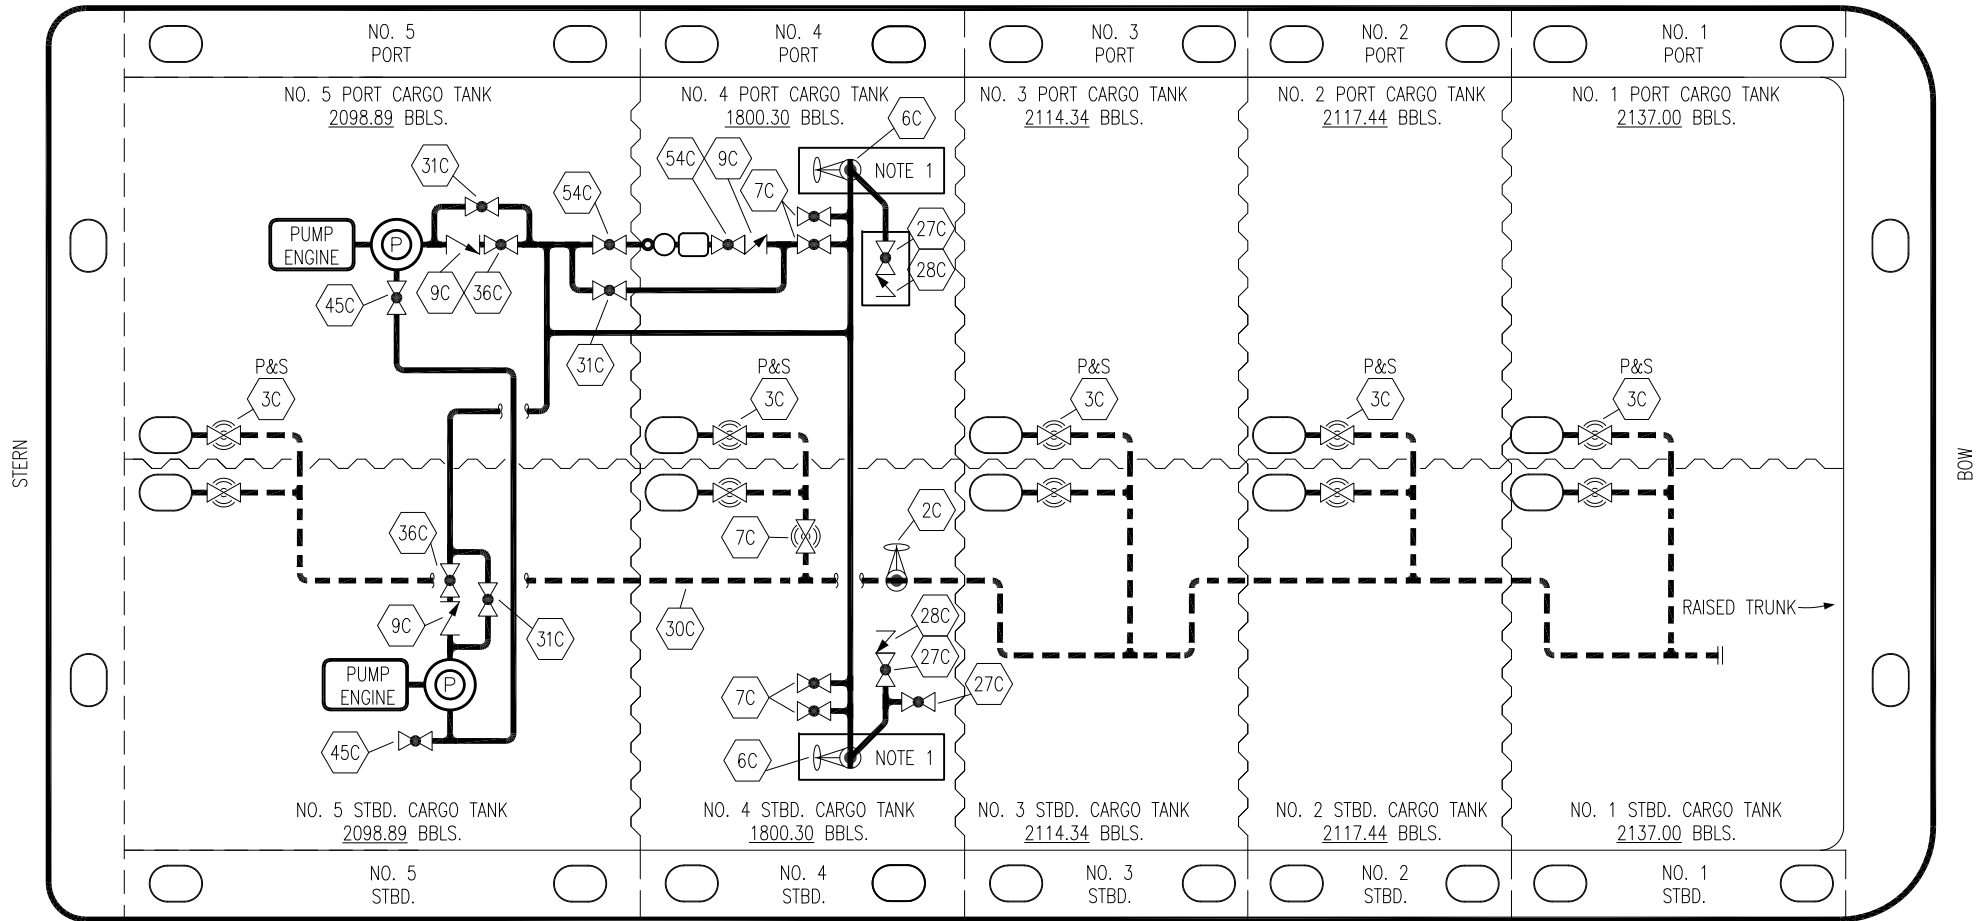 NO. 5
PORT
NO. 4
PORT
NO. 3
PORT
NO. 2
PORT
NO. 1
PORT
NO. 5 PORT CARGO TANK
2098.89 BBLS.
NO. 4 PORT CARGO TANK
1800.30 BBLS.
NO. 3 PORT CARGO TANK
2114.34 BBLS.
NO. 2 PORT CARGO TANK
2117.44 BBLS.
NO. 1 PORT CARGO TANK
2137.00 BBLS.
6C
31C
54C
9C
NOTE 1
54C
7C
PUMP
ENGINE
P
27C
28C
45C
9C
36C
31C
P&S
3C
P&S
3C
P&S
3C
P&S
3C
P&S
3C
STERN
BOW
36C
7C
2C
9C
31C
30C
28C
27C
27C
RAISED TRUNK
PUMP
ENGINE
P
7C
45C
6C
NOTE 1
NO. 5 STBD. CARGO TANK
2098.89 BBLS.
NO. 4 STBD. CARGO TANK
1800.30 BBLS.
NO. 3 STBD. CARGO TANK
2114.34 BBLS.
NO. 2 STBD. CARGO TANK
2117.44 BBLS.
NO. 1 STBD. CARGO TANK
2137.00 BBLS.
NO. 5
STBD.
NO. 4
STBD.
NO. 3
STBD.
NO. 2
STBD.
NO. 1
STBD.